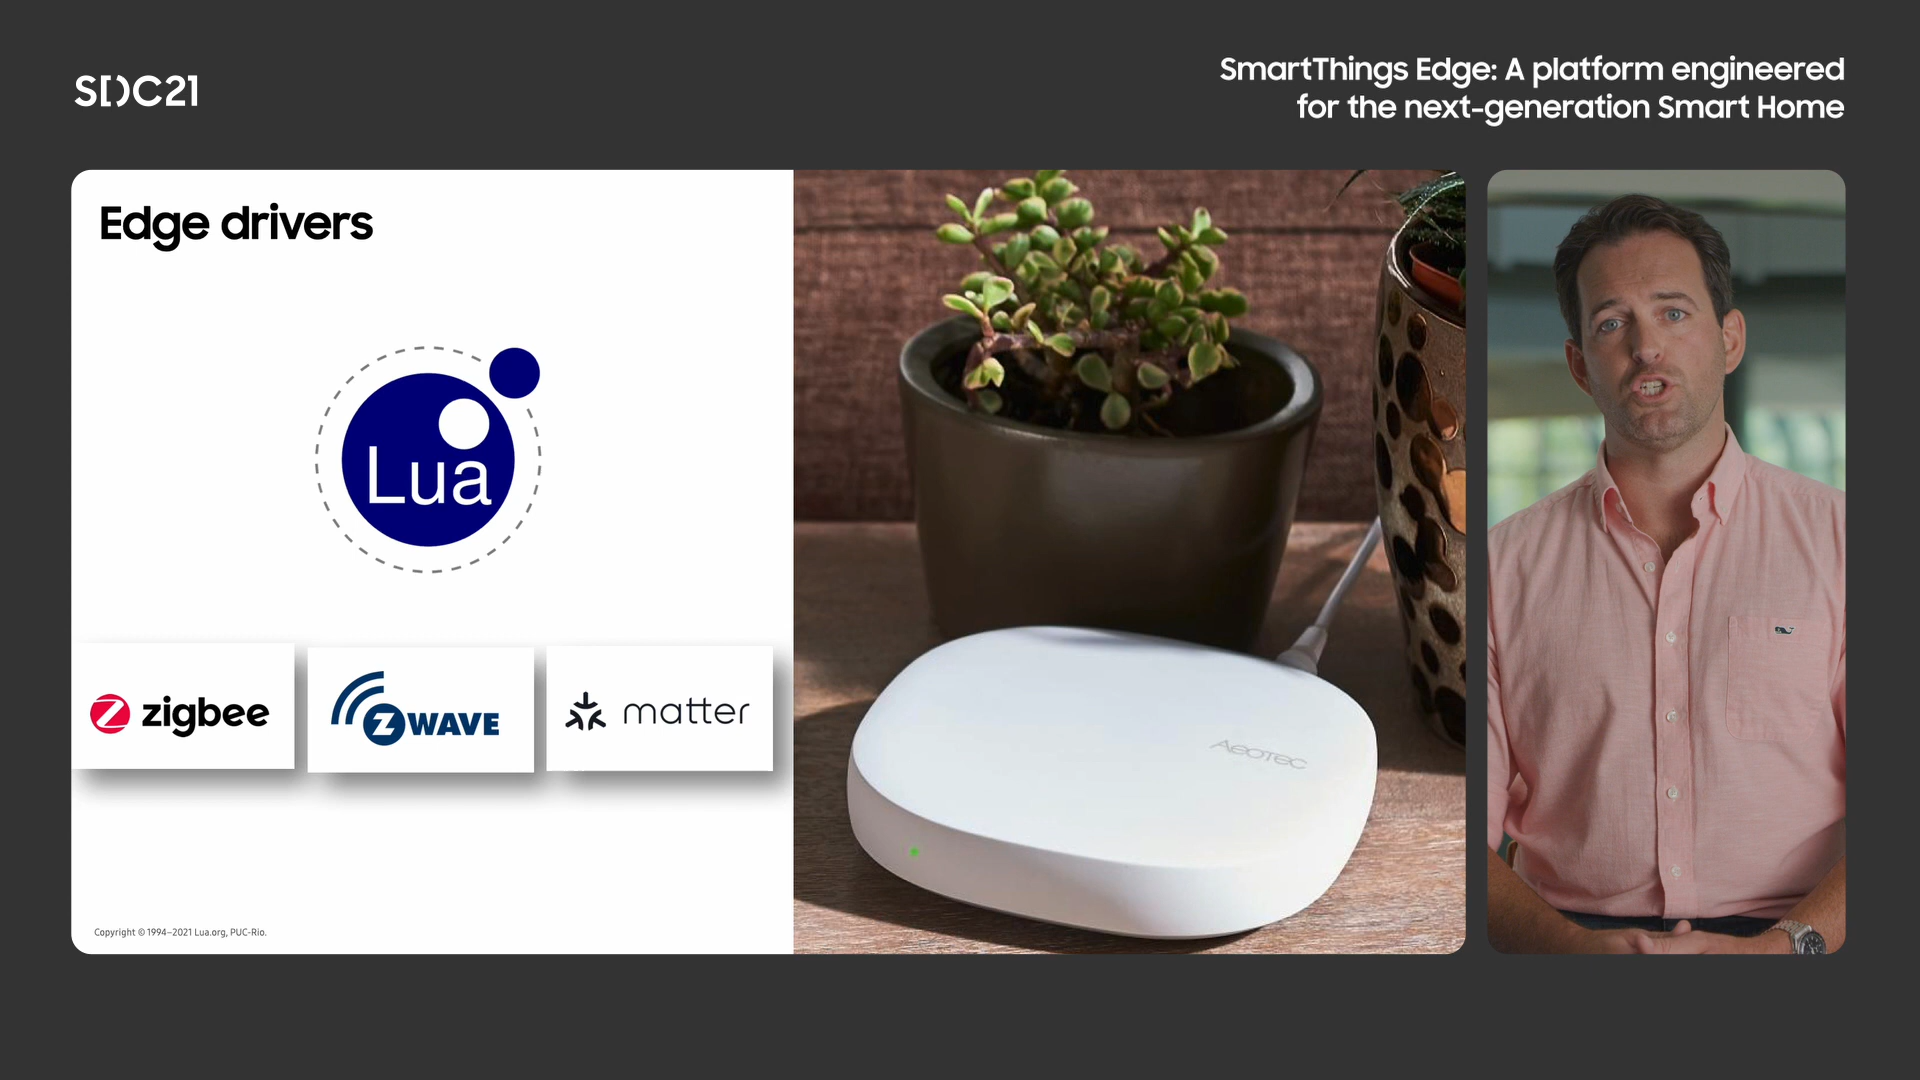 SDC21
SmartThings Edge: A platform engineered
for the next-generation Smart Home
Edge drivers
Lua
zigbee
Z WAVE
matter
AEOTEC
Copyright © 1994–2021 Lua.org, PUC-Rio.